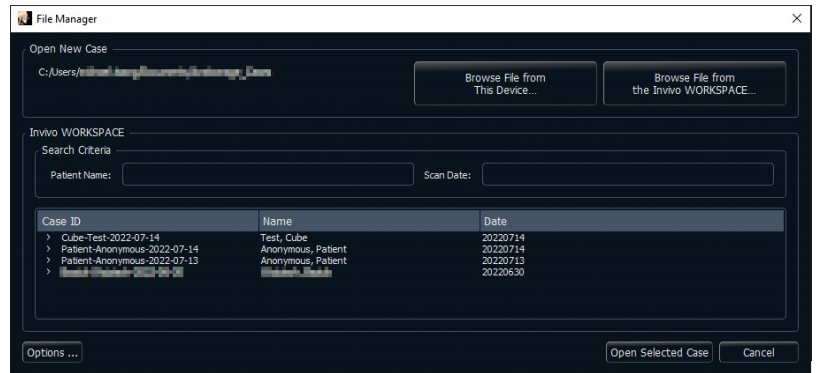 File Manager
Open New Case
C:/Users/
Browse File from
This Device...
Browse File from
the Invivo WORKSPACE...
Invivo WORKSPACE
Search Criteria
Patient Name:
Scan Date:
Case ID Name Date
Cube-Test-2022-07-14 Test, Cube 20220714
Patient-Anonymous-2022-07-14 Anonymous, Patient 20220714
Patient-Anonymous-2022-07-13 Anonymous, Patient 20220713
20220630
Options ...
Open Selected Case
Cancel